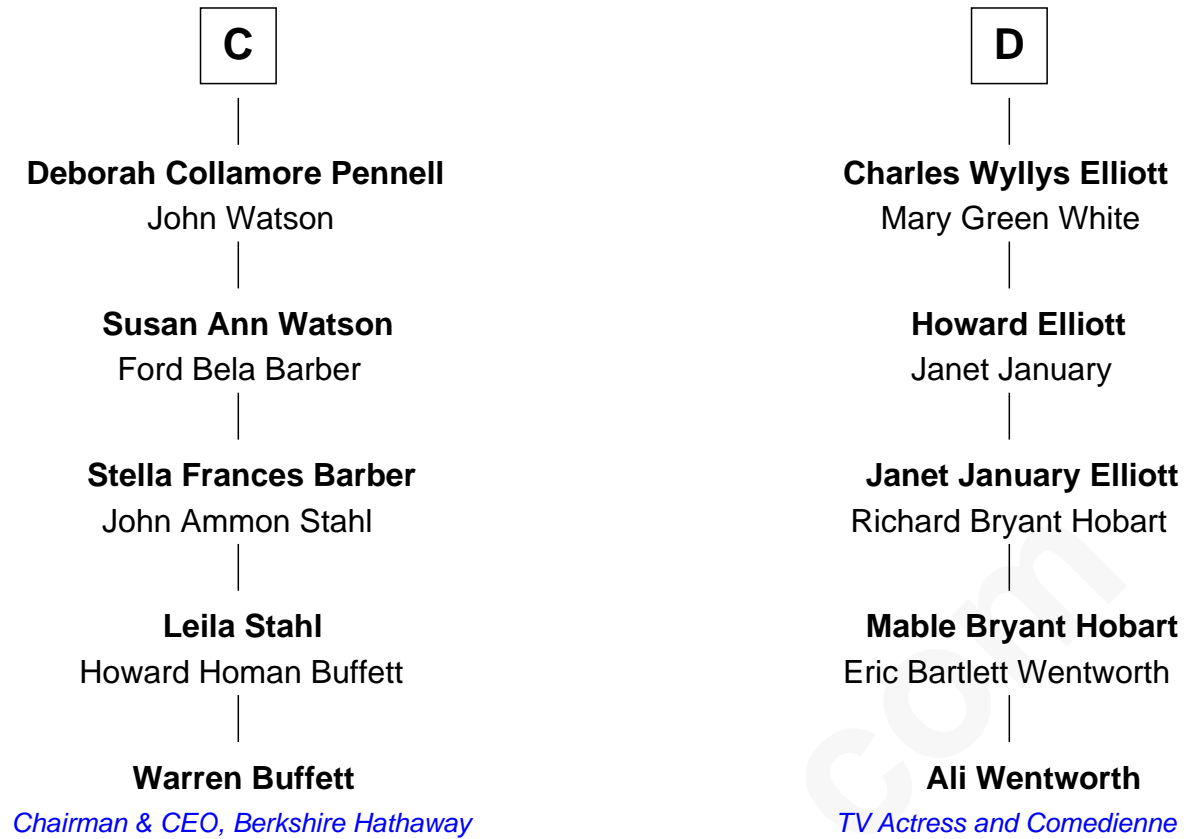 C
Deborah Collamore Pennell
John Watson
Susan Ann Watson
Ford Bela Barber
Stella Frances Barber
John Ammon Stahl
Leila Stahl
Howard Homan Buffett
Warren Buffett
Chairman & CEO, Berkshire Hathaway
D
Charles Wyllys Elliott
Mary Green White
Howard Elliott
Janet January
Janet January Elliott
Richard Bryant Hobart
Mable Bryant Hobart
Eric Bartlett Wentworth
Ali Wentworth
TV Actress and Comedienne
com